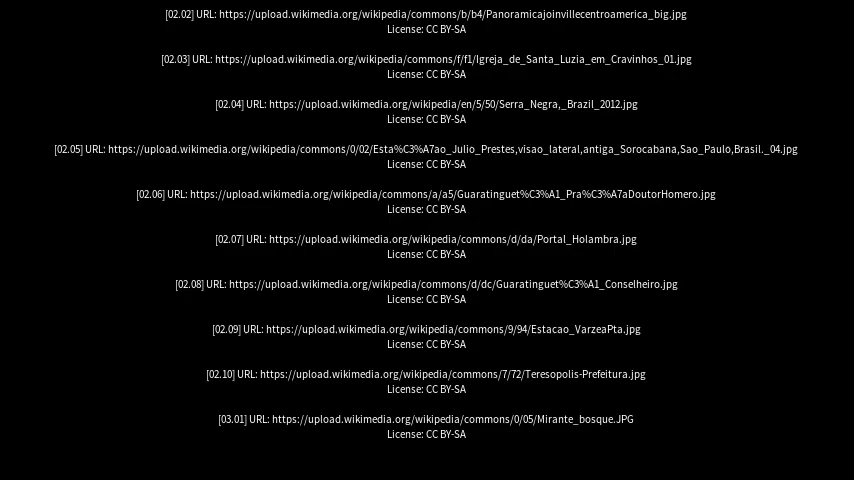 [02.02] URL: https://upload.wikimedia.org/wikipedia/commons/b/b4/Panoramicajoinvillecentroamerica_big.jpg
License: CC BY-SA
[02.03] URL: https://upload.wikimedia.org/wikipedia/commons/f/f1/Igreja_de_Santa_Luzia_em_Cravinhos_01.jpg
License: CC BY-SA
[02.04] URL: https://upload.wikimedia.org/wikipedia/en/5/50/Serra_Negra,_Brazil_2012.jpg
License: CC BY-SA
[02.05] URL: https://upload.wikimedia.org/wikipedia/commons/0/02/Esta%C3%A7ao_Julio_Prestes,visao_lateral,antiga_Sorocabana,Sao_Paulo,Brasil._04.jpg
License: CC BY-SA
[02.06] URL: https://upload.wikimedia.org/wikipedia/commons/a/a5/Guaratinguet%C3%A1_Pra%C3%A7aDoutorHomero.jpg
License: CC BY-SA
[02.07] URL: https://upload.wikimedia.org/wikipedia/commons/d/da/Portal_Holambra.jpg
License: CC BY-SA
[02.08] URL: https://upload.wikimedia.org/wikipedia/commons/d/dc/Guaratinguet%C3%A1_Conselheiro.jpg
License: CC BY-SA
[02.09] URL: https://upload.wikimedia.org/wikipedia/commons/9/94/Estacao_VarzeaPta.jpg
License: CC BY-SA
[02.10] URL: https://upload.wikimedia.org/wikipedia/commons/7/72/Teresopolis-Prefeitura.jpg
License: CC BY-SA
[03.01] URL: https://upload.wikimedia.org/wikipedia/commons/0/05/Mirante_bosque.JPG
License: CC BY-SA